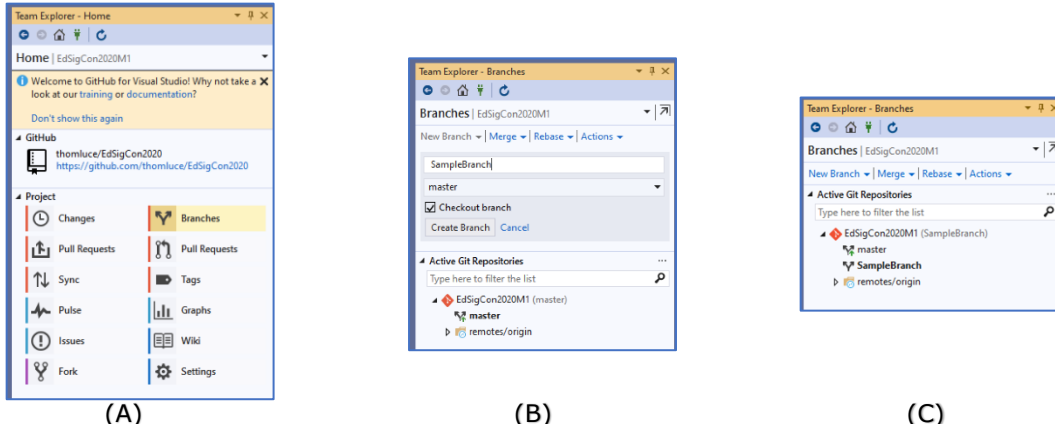 Team Explorer - Home
Home | EdSigCon2020M1
Welcome to GitHub for Visual Studio! Why not take a
look at our training or documentation?
Don't show this again
GitHub
thomluce/EdSigCon2020
https://github.com/thomluce/EdSigCon2020
Project
Changes Branches
Pull Requests Pull Requests
Sync Tags
Pulse Graphs
Issues Wiki
Fork Settings
(A)
Team Explorer - Branches
Branches | EdSigCon2020M1
New Branch | Merge | Rebase | Actions
SampleBranch
master
Checkout branch
Create Branch Cancel
Active Git Repositories
Type here to filter the list
EdSigCon2020M1 (master)
master
remotes/origin
(B)
Team Explorer - Branches
Branches | EdSigCon2020M1
New Branch | Merge | Rebase | Actions
Active Git Repositories
Type here to filter the list
EdSigCon2020M1 (SampleBranch)
master
SampleBranch
remotes/origin
(C)